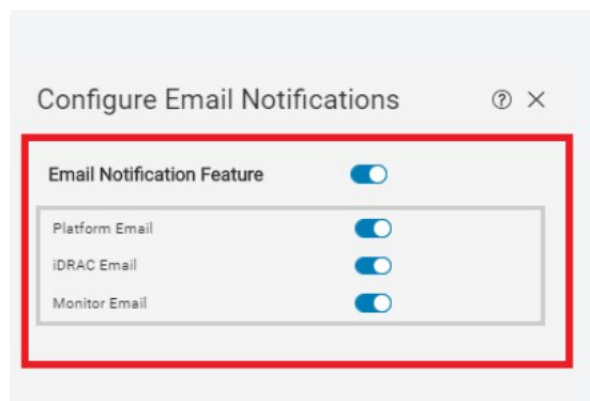 Configure Email Notifications
Email Notification Feature
Platform Email
iDRAC Email
Monitor Email